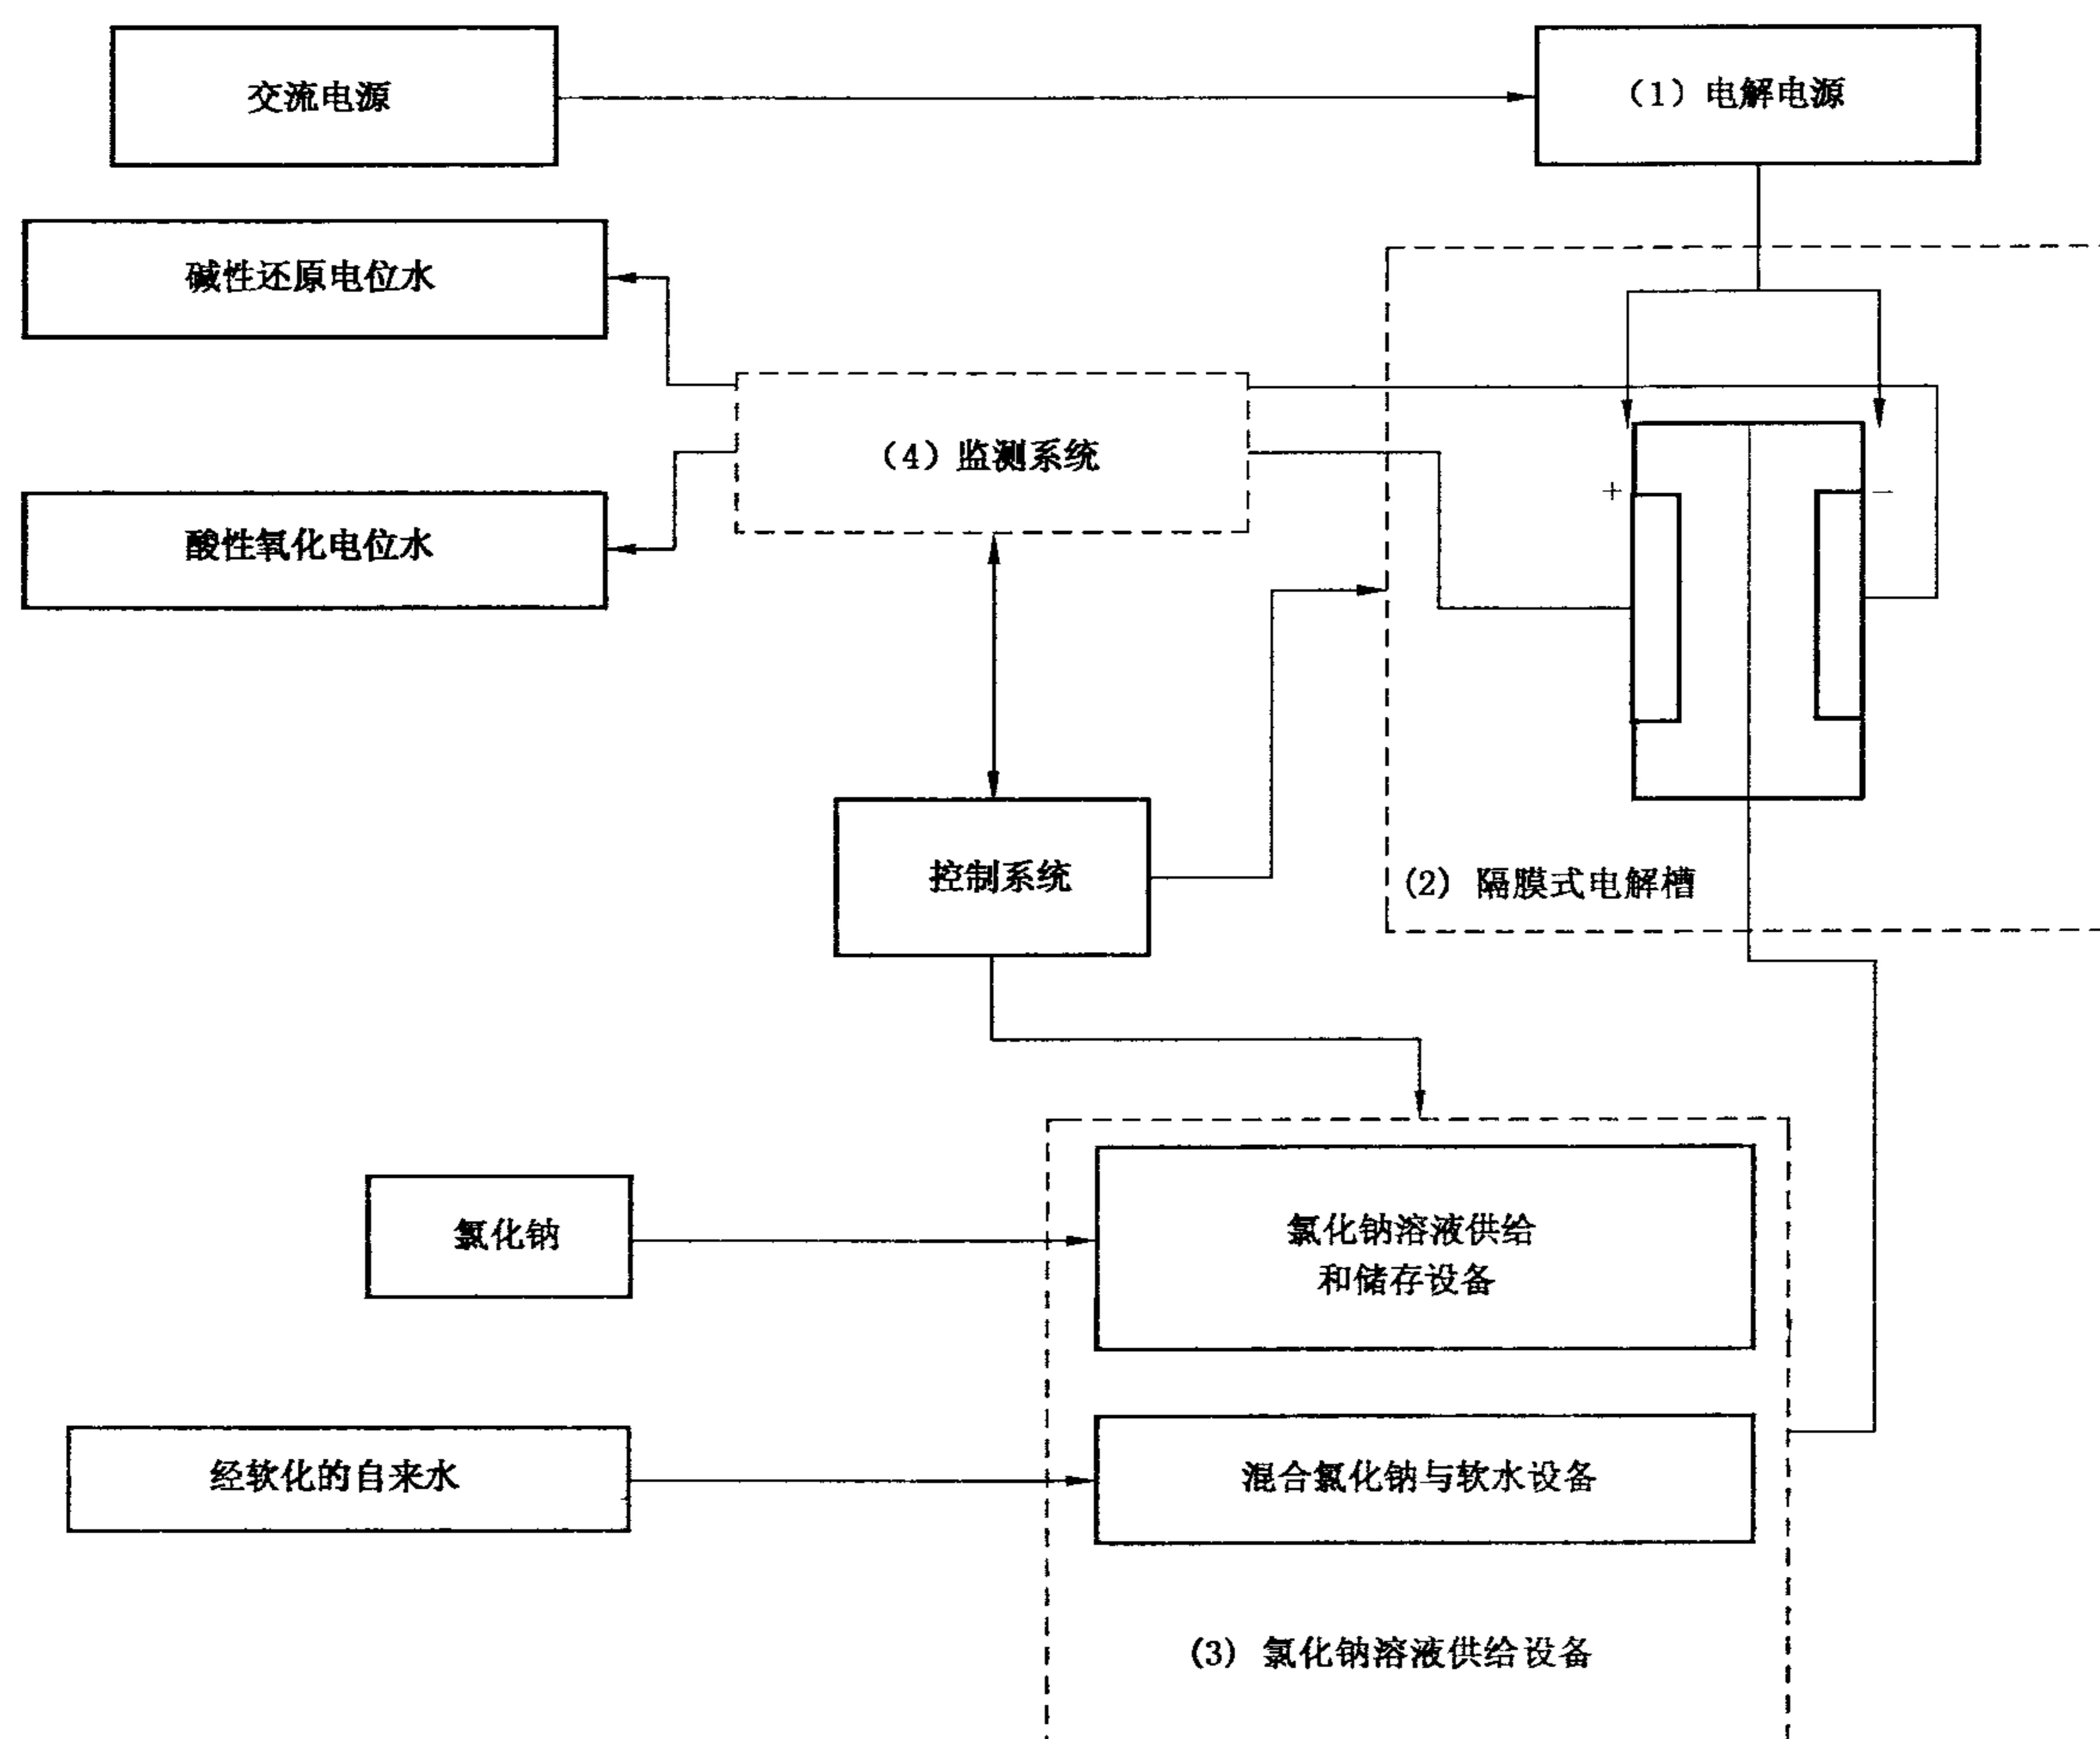 交流电源
（1）电解电源
碱性还原电位水
（4）监测系统
酸性氧化电位水
+
−
控制系统
(2) 隔膜式电解槽
氯化钠
氯化钠溶液供给
和储存设备
经软化的自来水
混合氯化钠与软水设备
(3) 氯化钠溶液供给设备